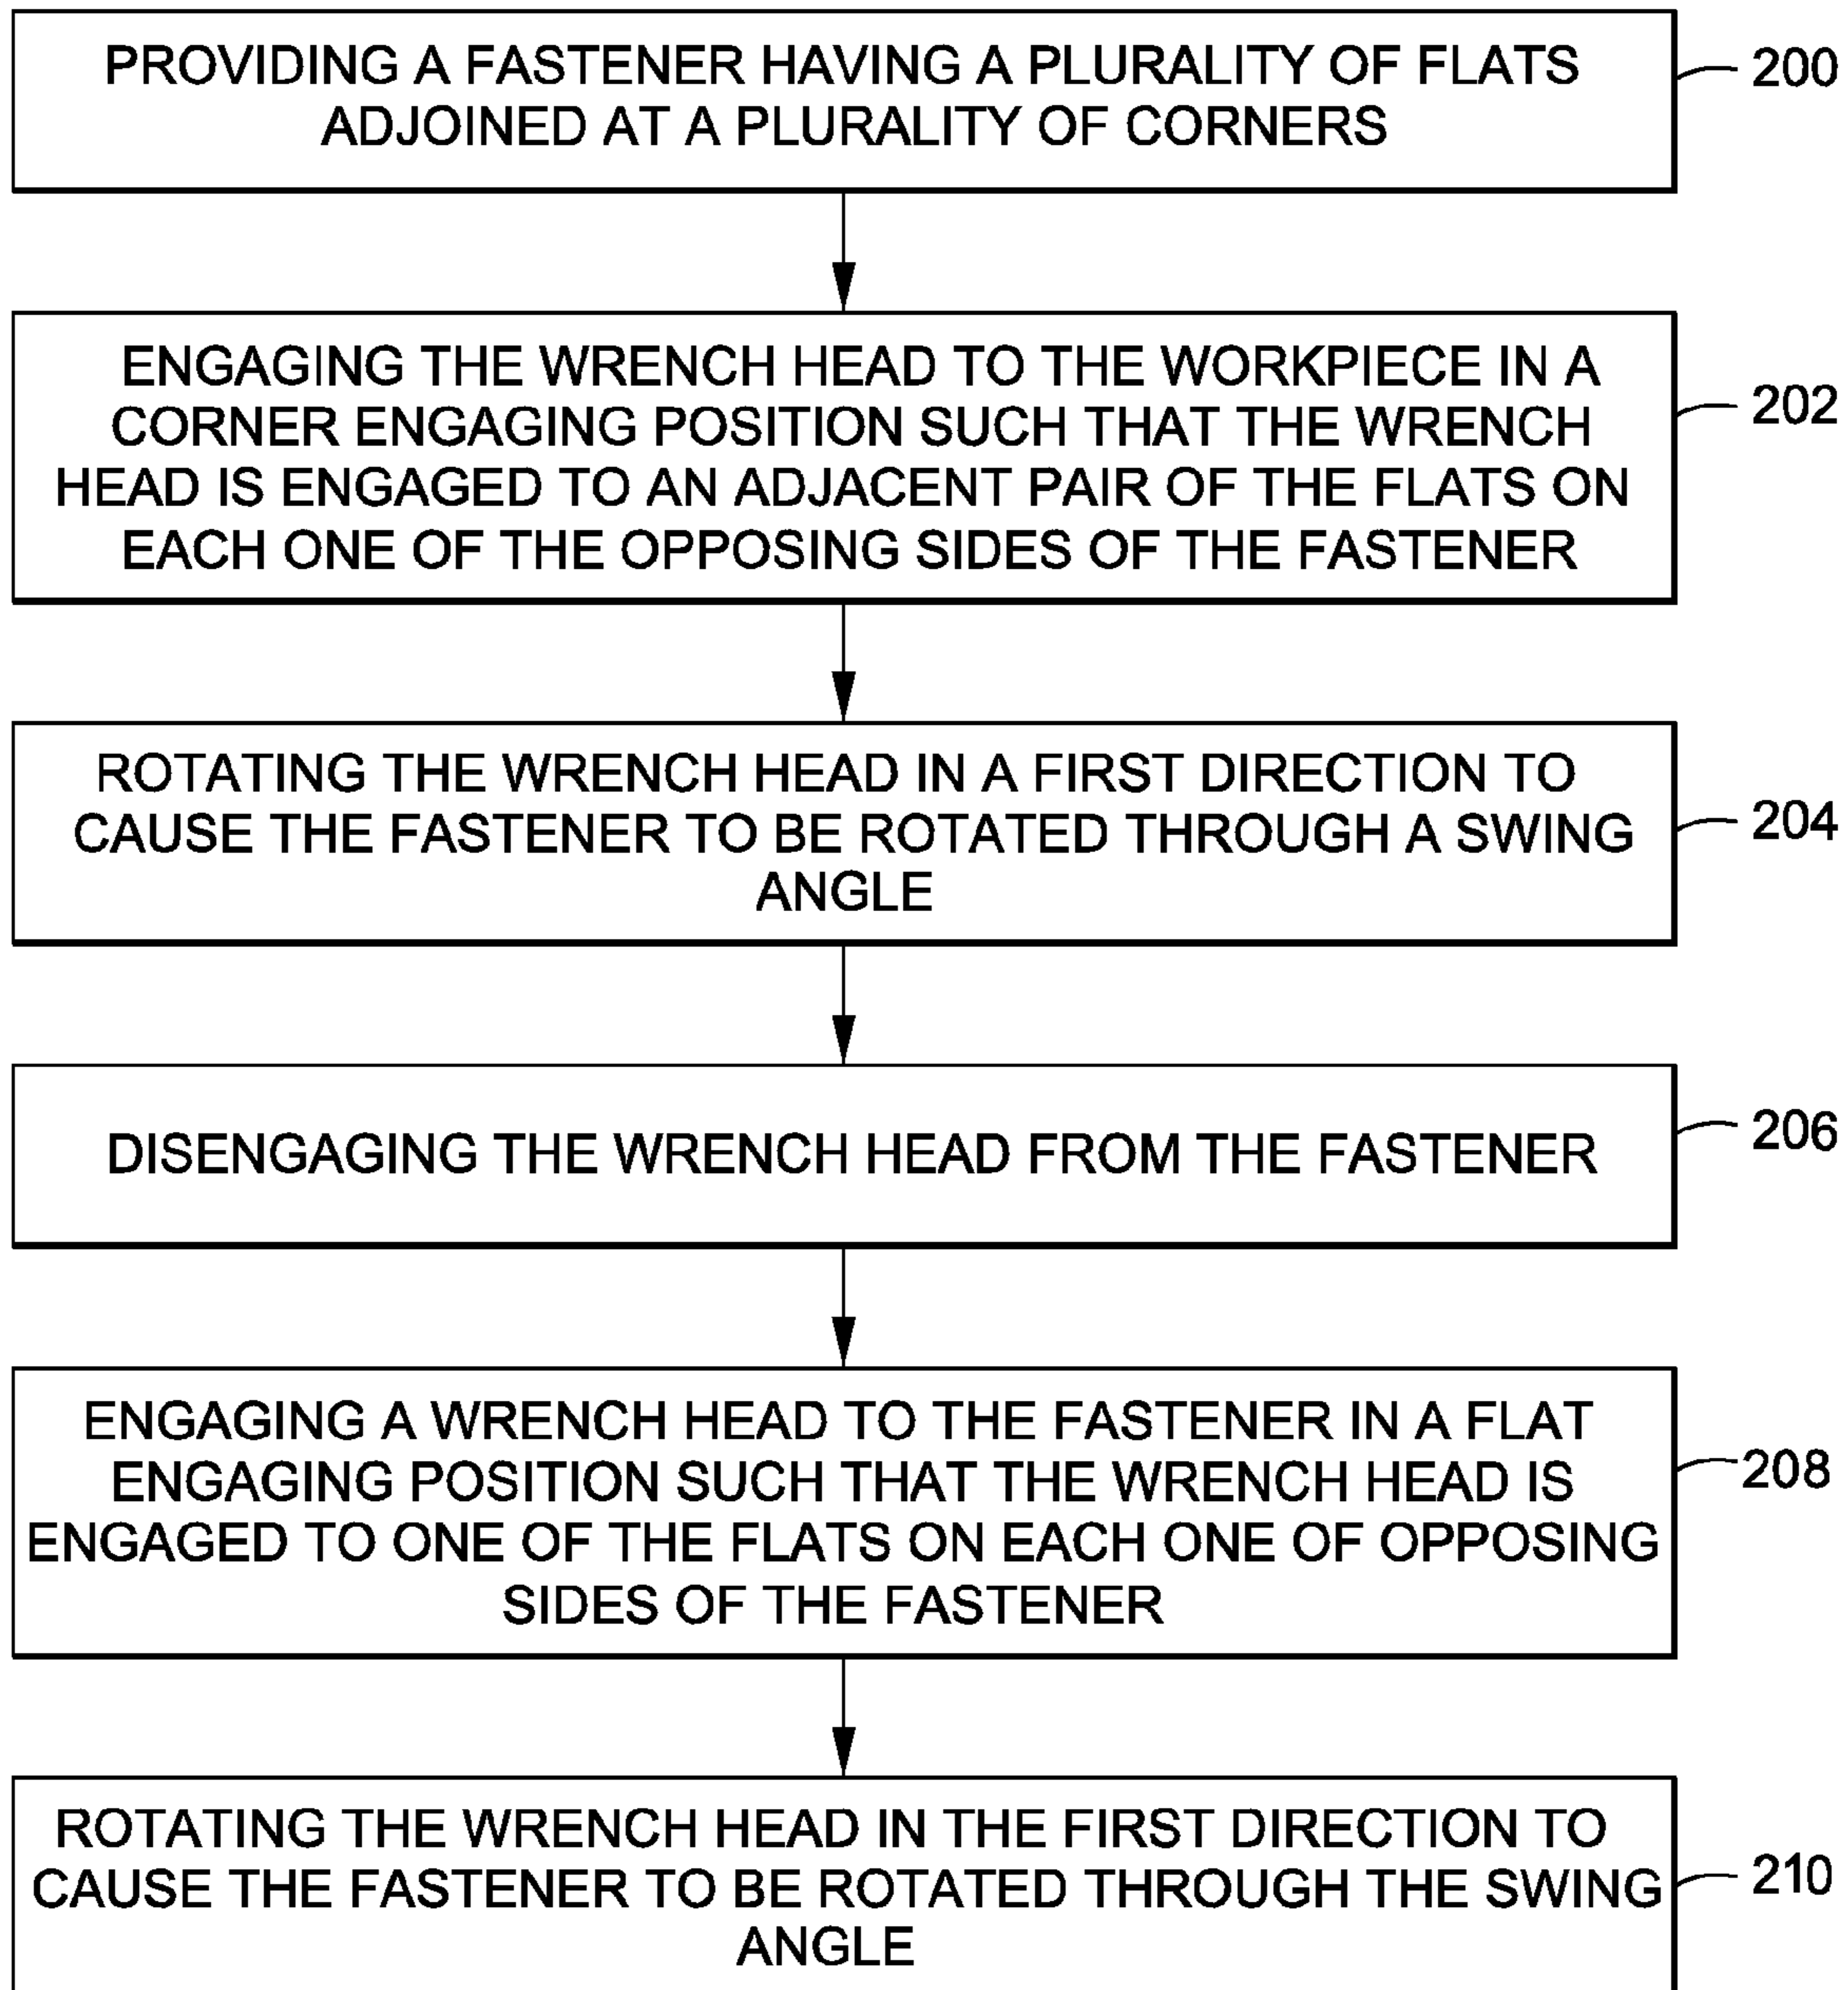 PROVIDING A FASTENER HAVING A PLURALITY OF FLATS
ADJOINED AT A PLURALITY OF CORNERS
200
ENGAGING THE WRENCH HEAD TO THE WORKPIECE IN A
CORNER ENGAGING POSITION SUCH THAT THE WRENCH
HEAD IS ENGAGED TO AN ADJACENT PAIR OF THE FLATS ON
EACH ONE OF THE OPPOSING SIDES OF THE FASTENER
202
ROTATING THE WRENCH HEAD IN A FIRST DIRECTION TO
CAUSE THE FASTENER TO BE ROTATED THROUGH A SWING
ANGLE
204
DISENGAGING THE WRENCH HEAD FROM THE FASTENER
206
ENGAGING A WRENCH HEAD TO THE FASTENER IN A FLAT
ENGAGING POSITION SUCH THAT THE WRENCH HEAD IS
ENGAGED TO ONE OF THE FLATS ON EACH ONE OF OPPOSING
SIDES OF THE FASTENER
208
ROTATING THE WRENCH HEAD IN THE FIRST DIRECTION TO
CAUSE THE FASTENER TO BE ROTATED THROUGH THE SWING
ANGLE
210